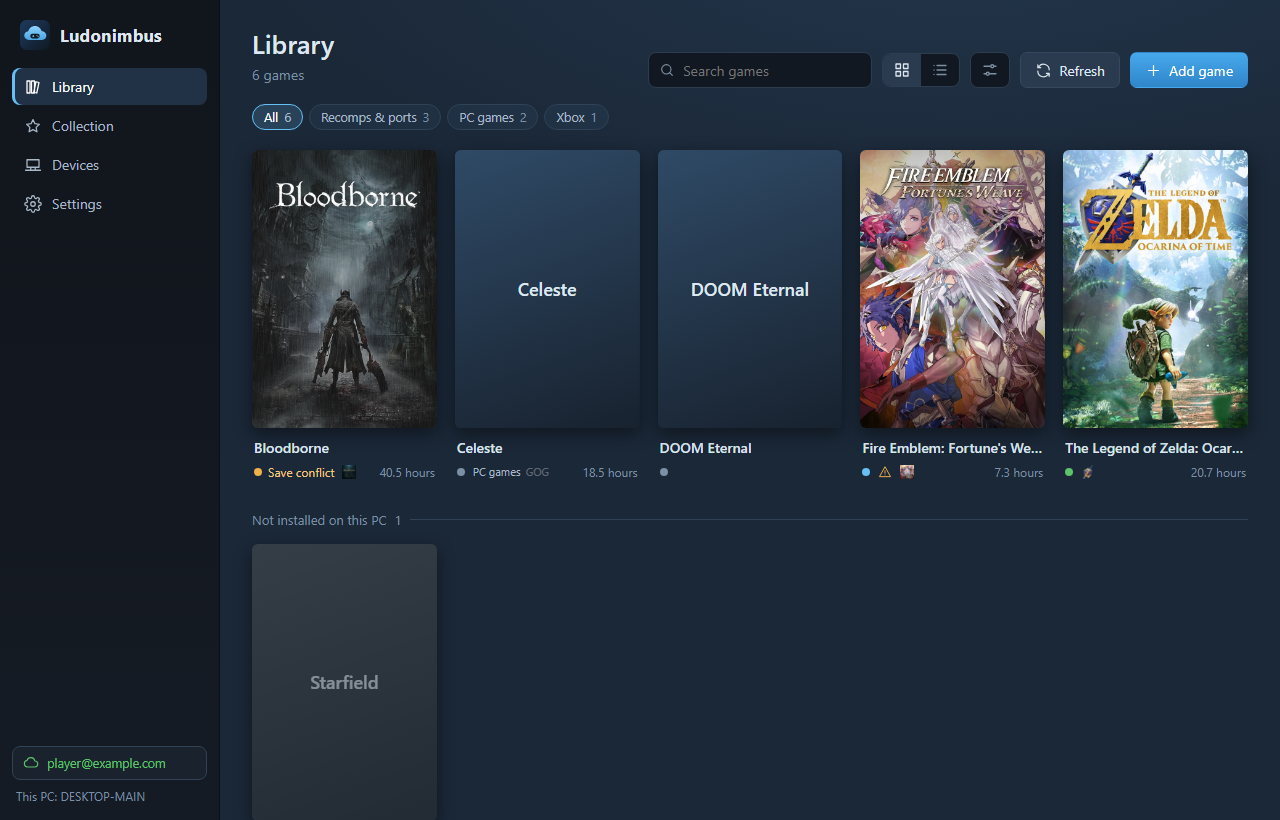 Ludonimbus
Library
Collection
Devices
Settings
player@example.com
This PC: DESKTOP-MAIN
Library
6 games
Search games
Refresh
Add game
All 6
Recomps & ports 3
PC games 2
Xbox 1
Bloodborne
Celeste
DOOM Eternal
FIRE EMBLEM
FORTUNE'S WEAVE
THE LEGEND OF
ZELDA
OCARINA OF TIME
Bloodborne
Save conflict 40.5 hours
Celeste
PC games GOG 18.5 hours
DOOM Eternal
Fire Emblem: Fortune's We...
7.3 hours
The Legend of Zelda: Ocar...
20.7 hours
Not installed on this PC 1
Starfield